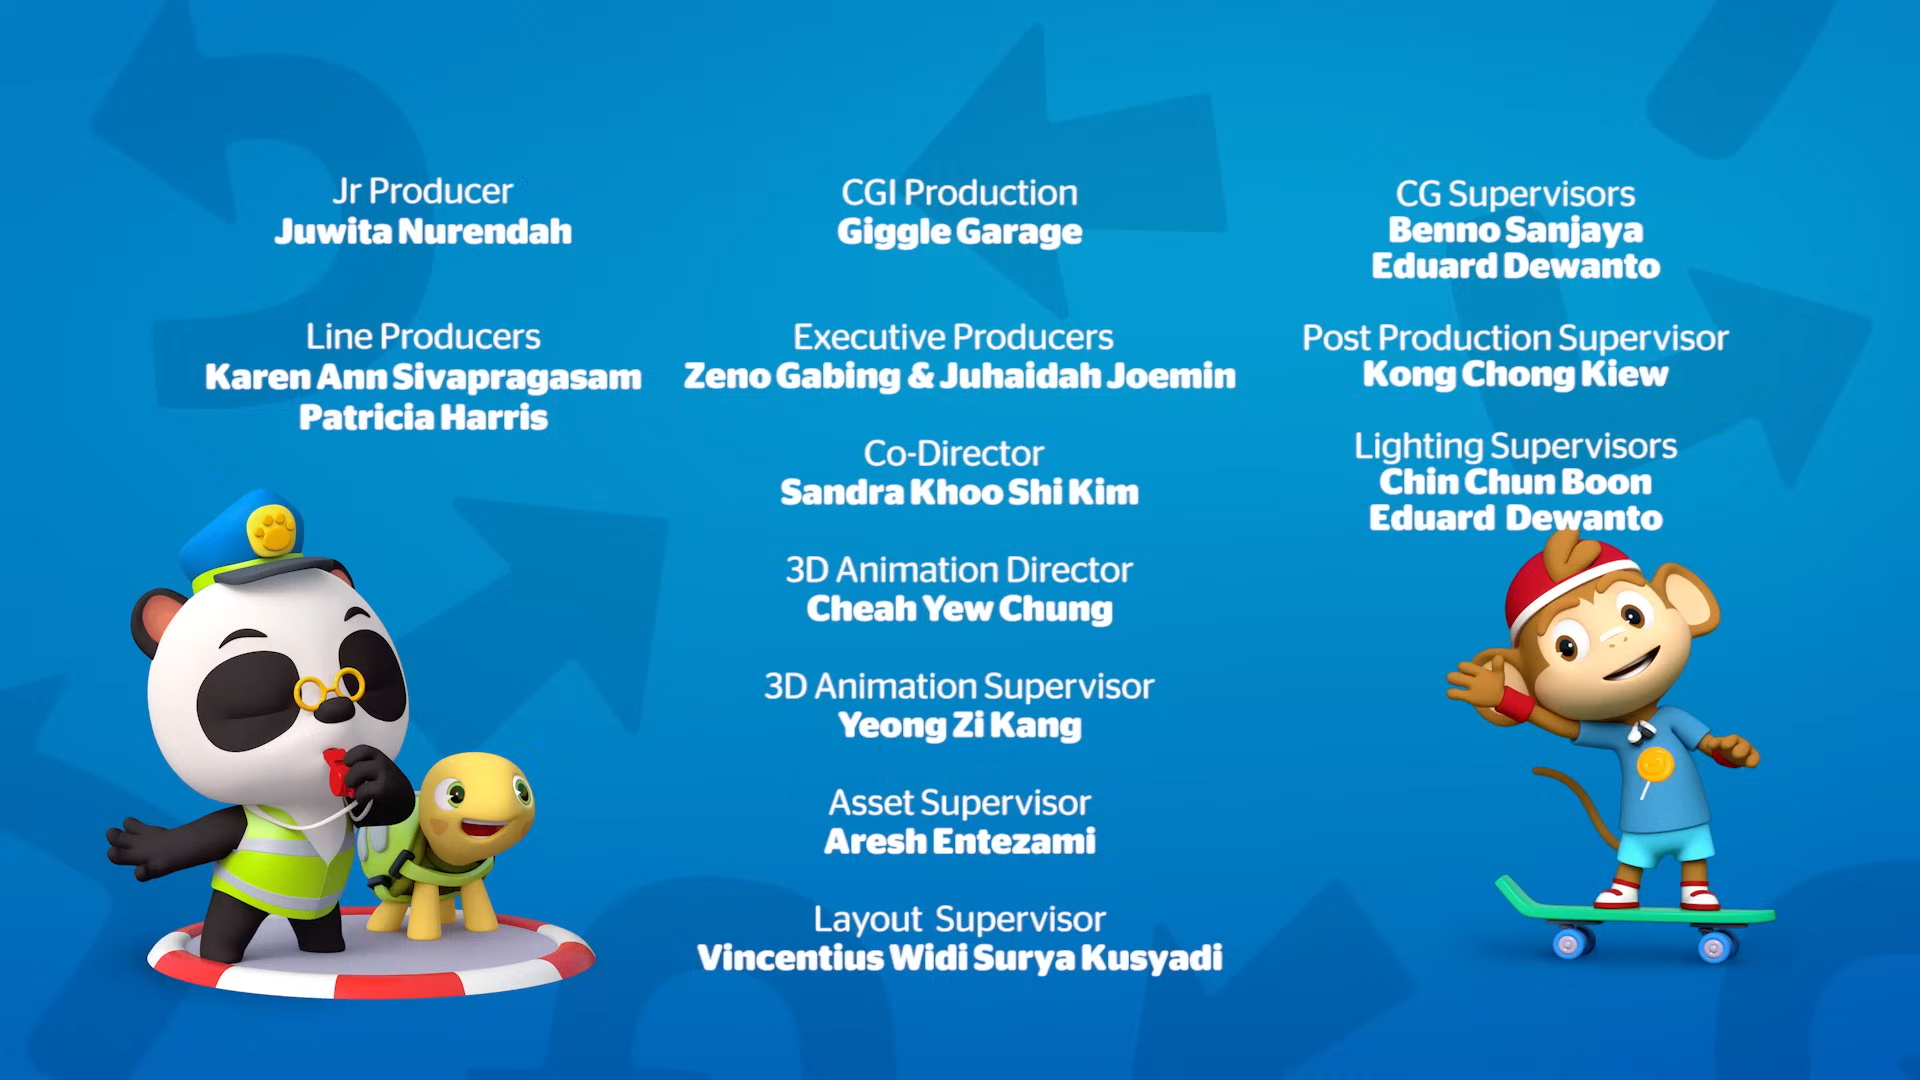 Jr Producer
Juwita Nurendah
Line Producers
Karen Ann Sivapragasam
Patricia Harris
CGI Production
Giggle Garage
Executive Producers
Zeno Gabing & Juhaidah Joemin
Co-Director
Sandra Khoo Shi Kim
3D Animation Director
Cheah Yew Chung
3D Animation Supervisor
Yeong Zi Kang
Asset Supervisor
Aresh Entezami
Layout Supervisor
Vincentius Widi Surya Kusyadi
CG Supervisors
Benno Sanjaya
Eduard Dewanto
Post Production Supervisor
Kong Chong Kiew
Lighting Supervisors
Chin Chun Boon
Eduard Dewanto